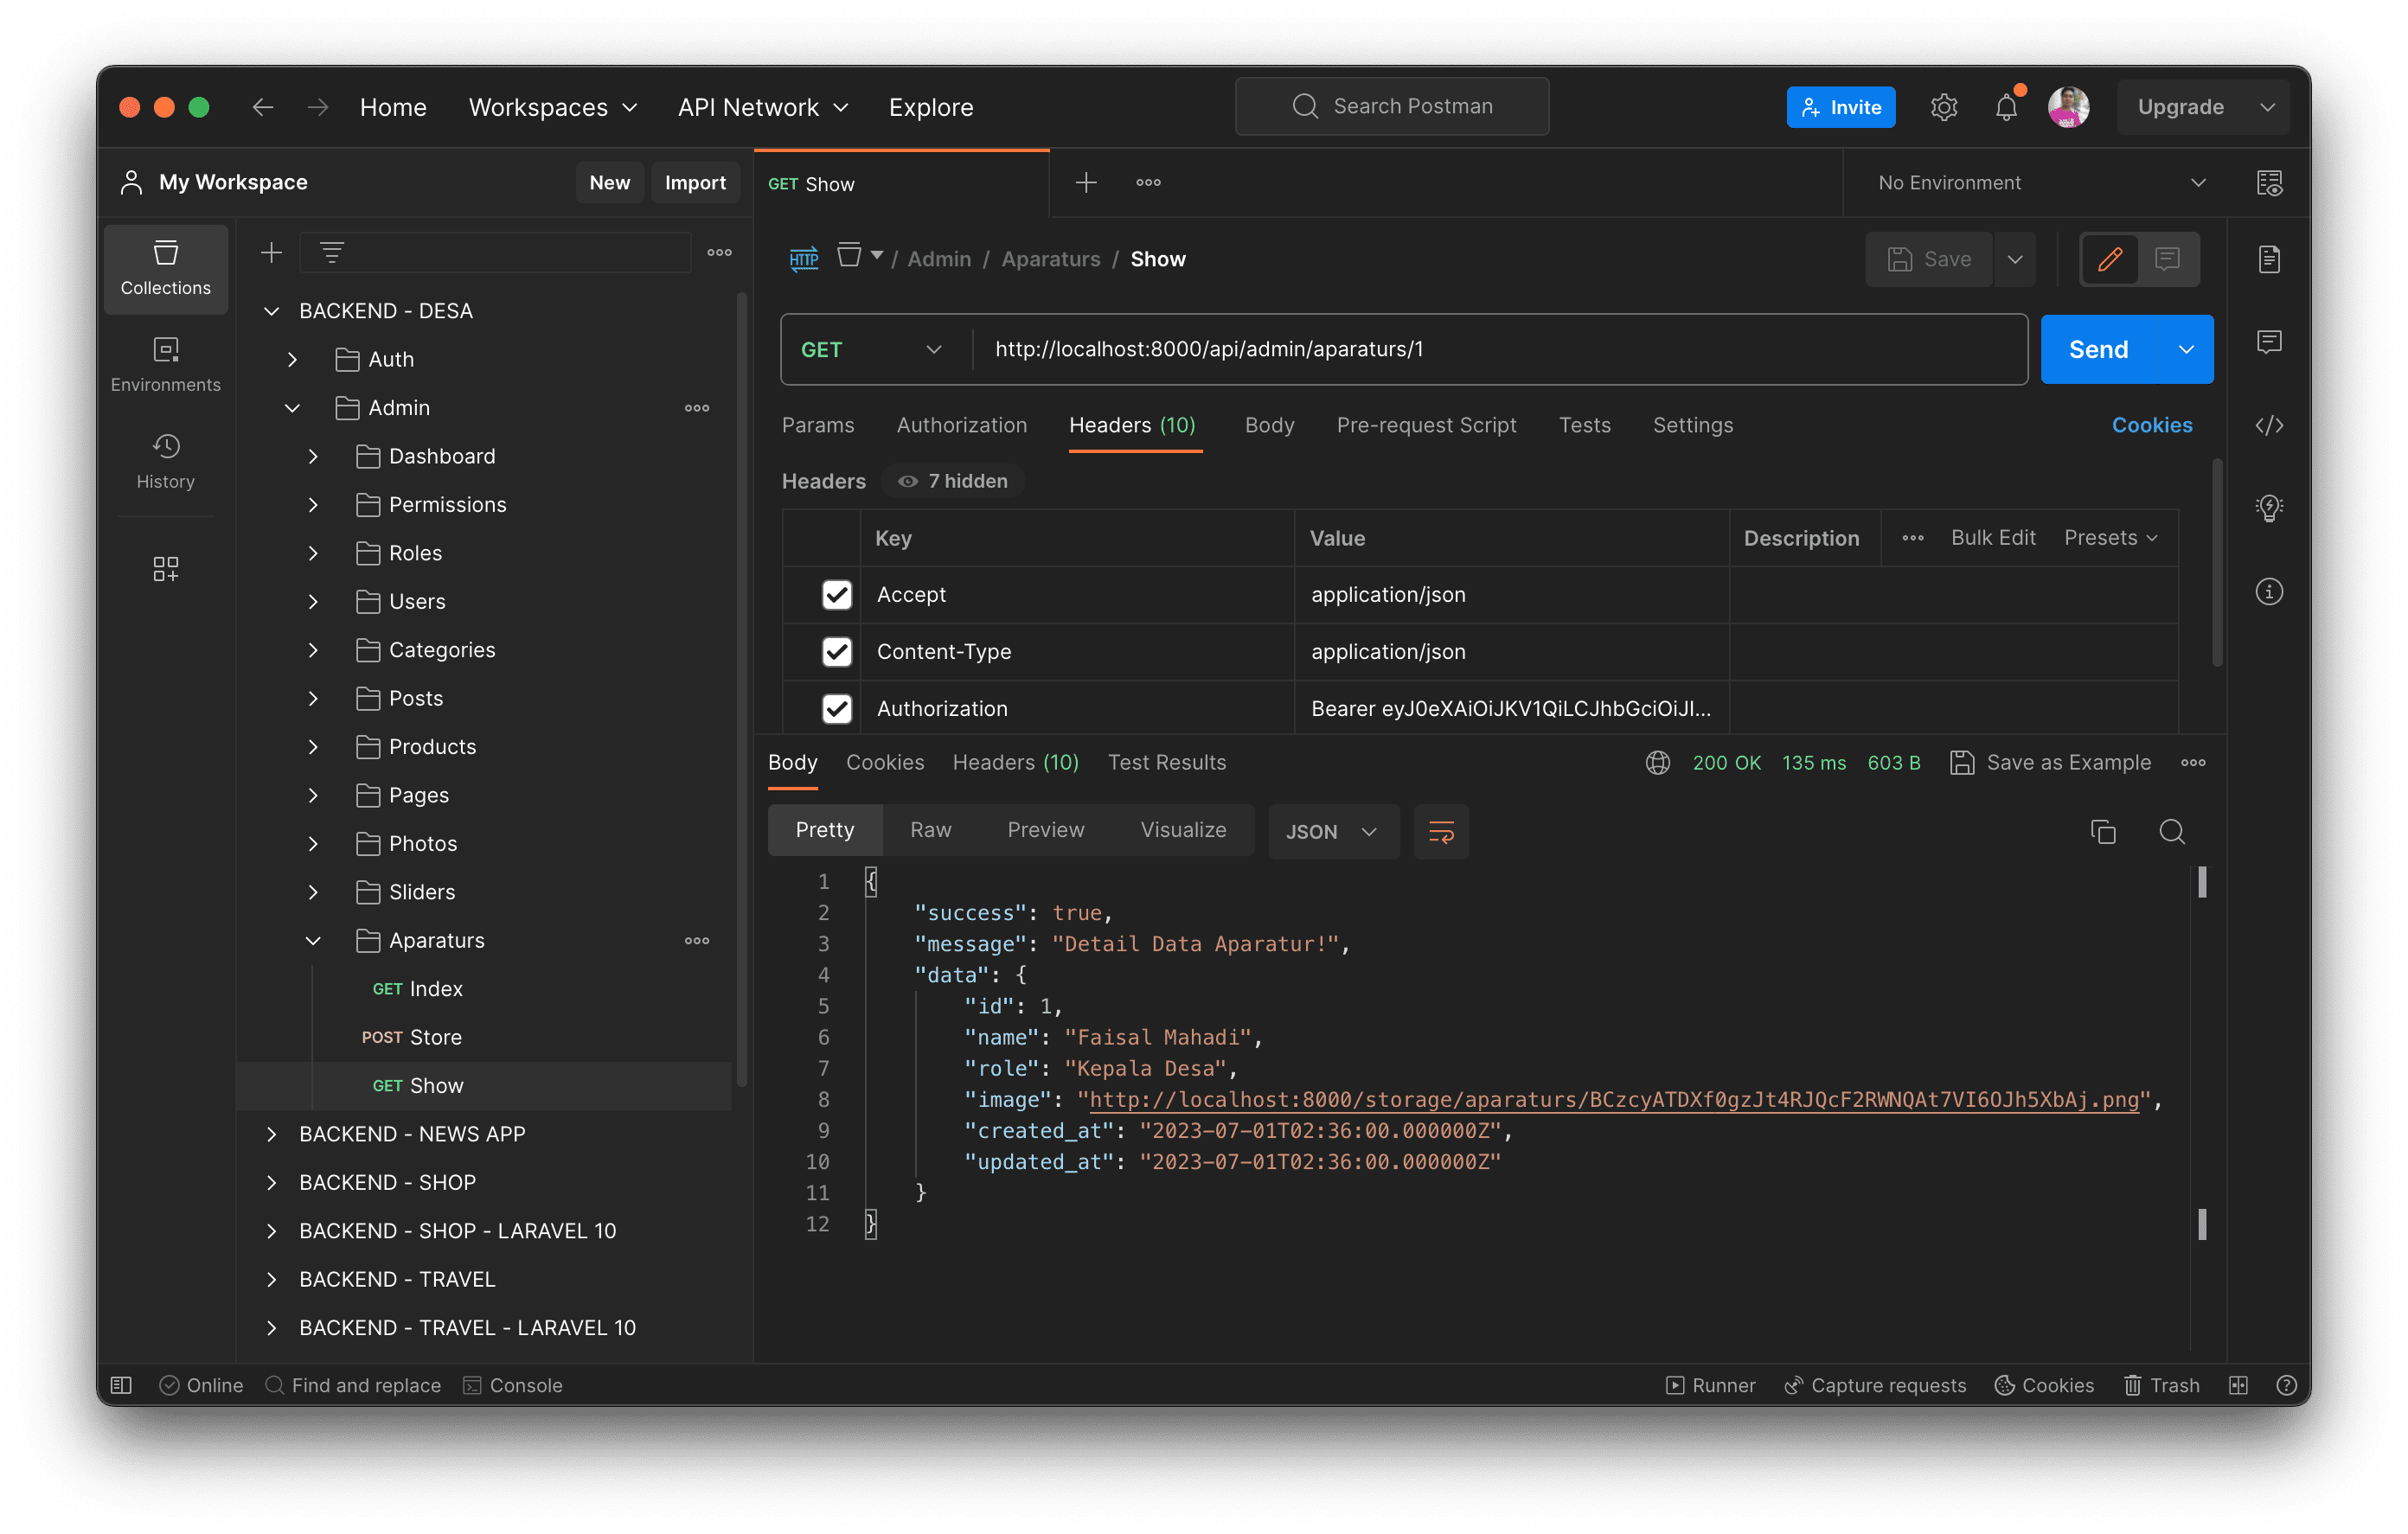 Home Workspaces API Network Explore Search Postman Invite Upgrade
My Workspace New Import GET Show No Environment
Collections
Environments
History
BACKEND - DESA
Auth
Admin
Dashboard
Permissions
Roles
Users
Categories
Posts
Products
Pages
Photos
Sliders
Aparaturs
GET Index
POST Store
GET Show
BACKEND - NEWS APP
BACKEND - SHOP
BACKEND - SHOP - LARAVEL 10
BACKEND - TRAVEL
BACKEND - TRAVEL - LARAVEL 10
HTTP / Admin / Aparaturs / Show Save
GET http://localhost:8000/api/admin/aparaturs/1 Send
Params Authorization Headers (10) Body Pre-request Script Tests Settings Cookies
Headers 7 hidden
Key Value Description Bulk Edit Presets
Accept application/json
Content-Type application/json
Authorization Bearer eyJ0eXAiOiJKV1QiLCJhbGciOiJI...
Body Cookies Headers (10) Test Results 200 OK 135 ms 603 B Save as Example
Pretty Raw Preview Visualize JSON
1 {
2 "success": true,
3 "message": "Detail Data Aparatur!",
4 "data": {
5 "id": 1,
6 "name": "Faisal Mahadi",
7 "role": "Kepala Desa",
8 "image": "http://localhost:8000/storage/aparaturs/BCzcyATDXf0gzJt4RJQcF2RWNQAt7VI6OJh5XbAj.png",
9 "created_at": "2023-07-01T02:36:00.000000Z",
10 "updated_at": "2023-07-01T02:36:00.000000Z"
11 }
12 }
Online Find and replace Console Runner Capture requests Cookies Trash